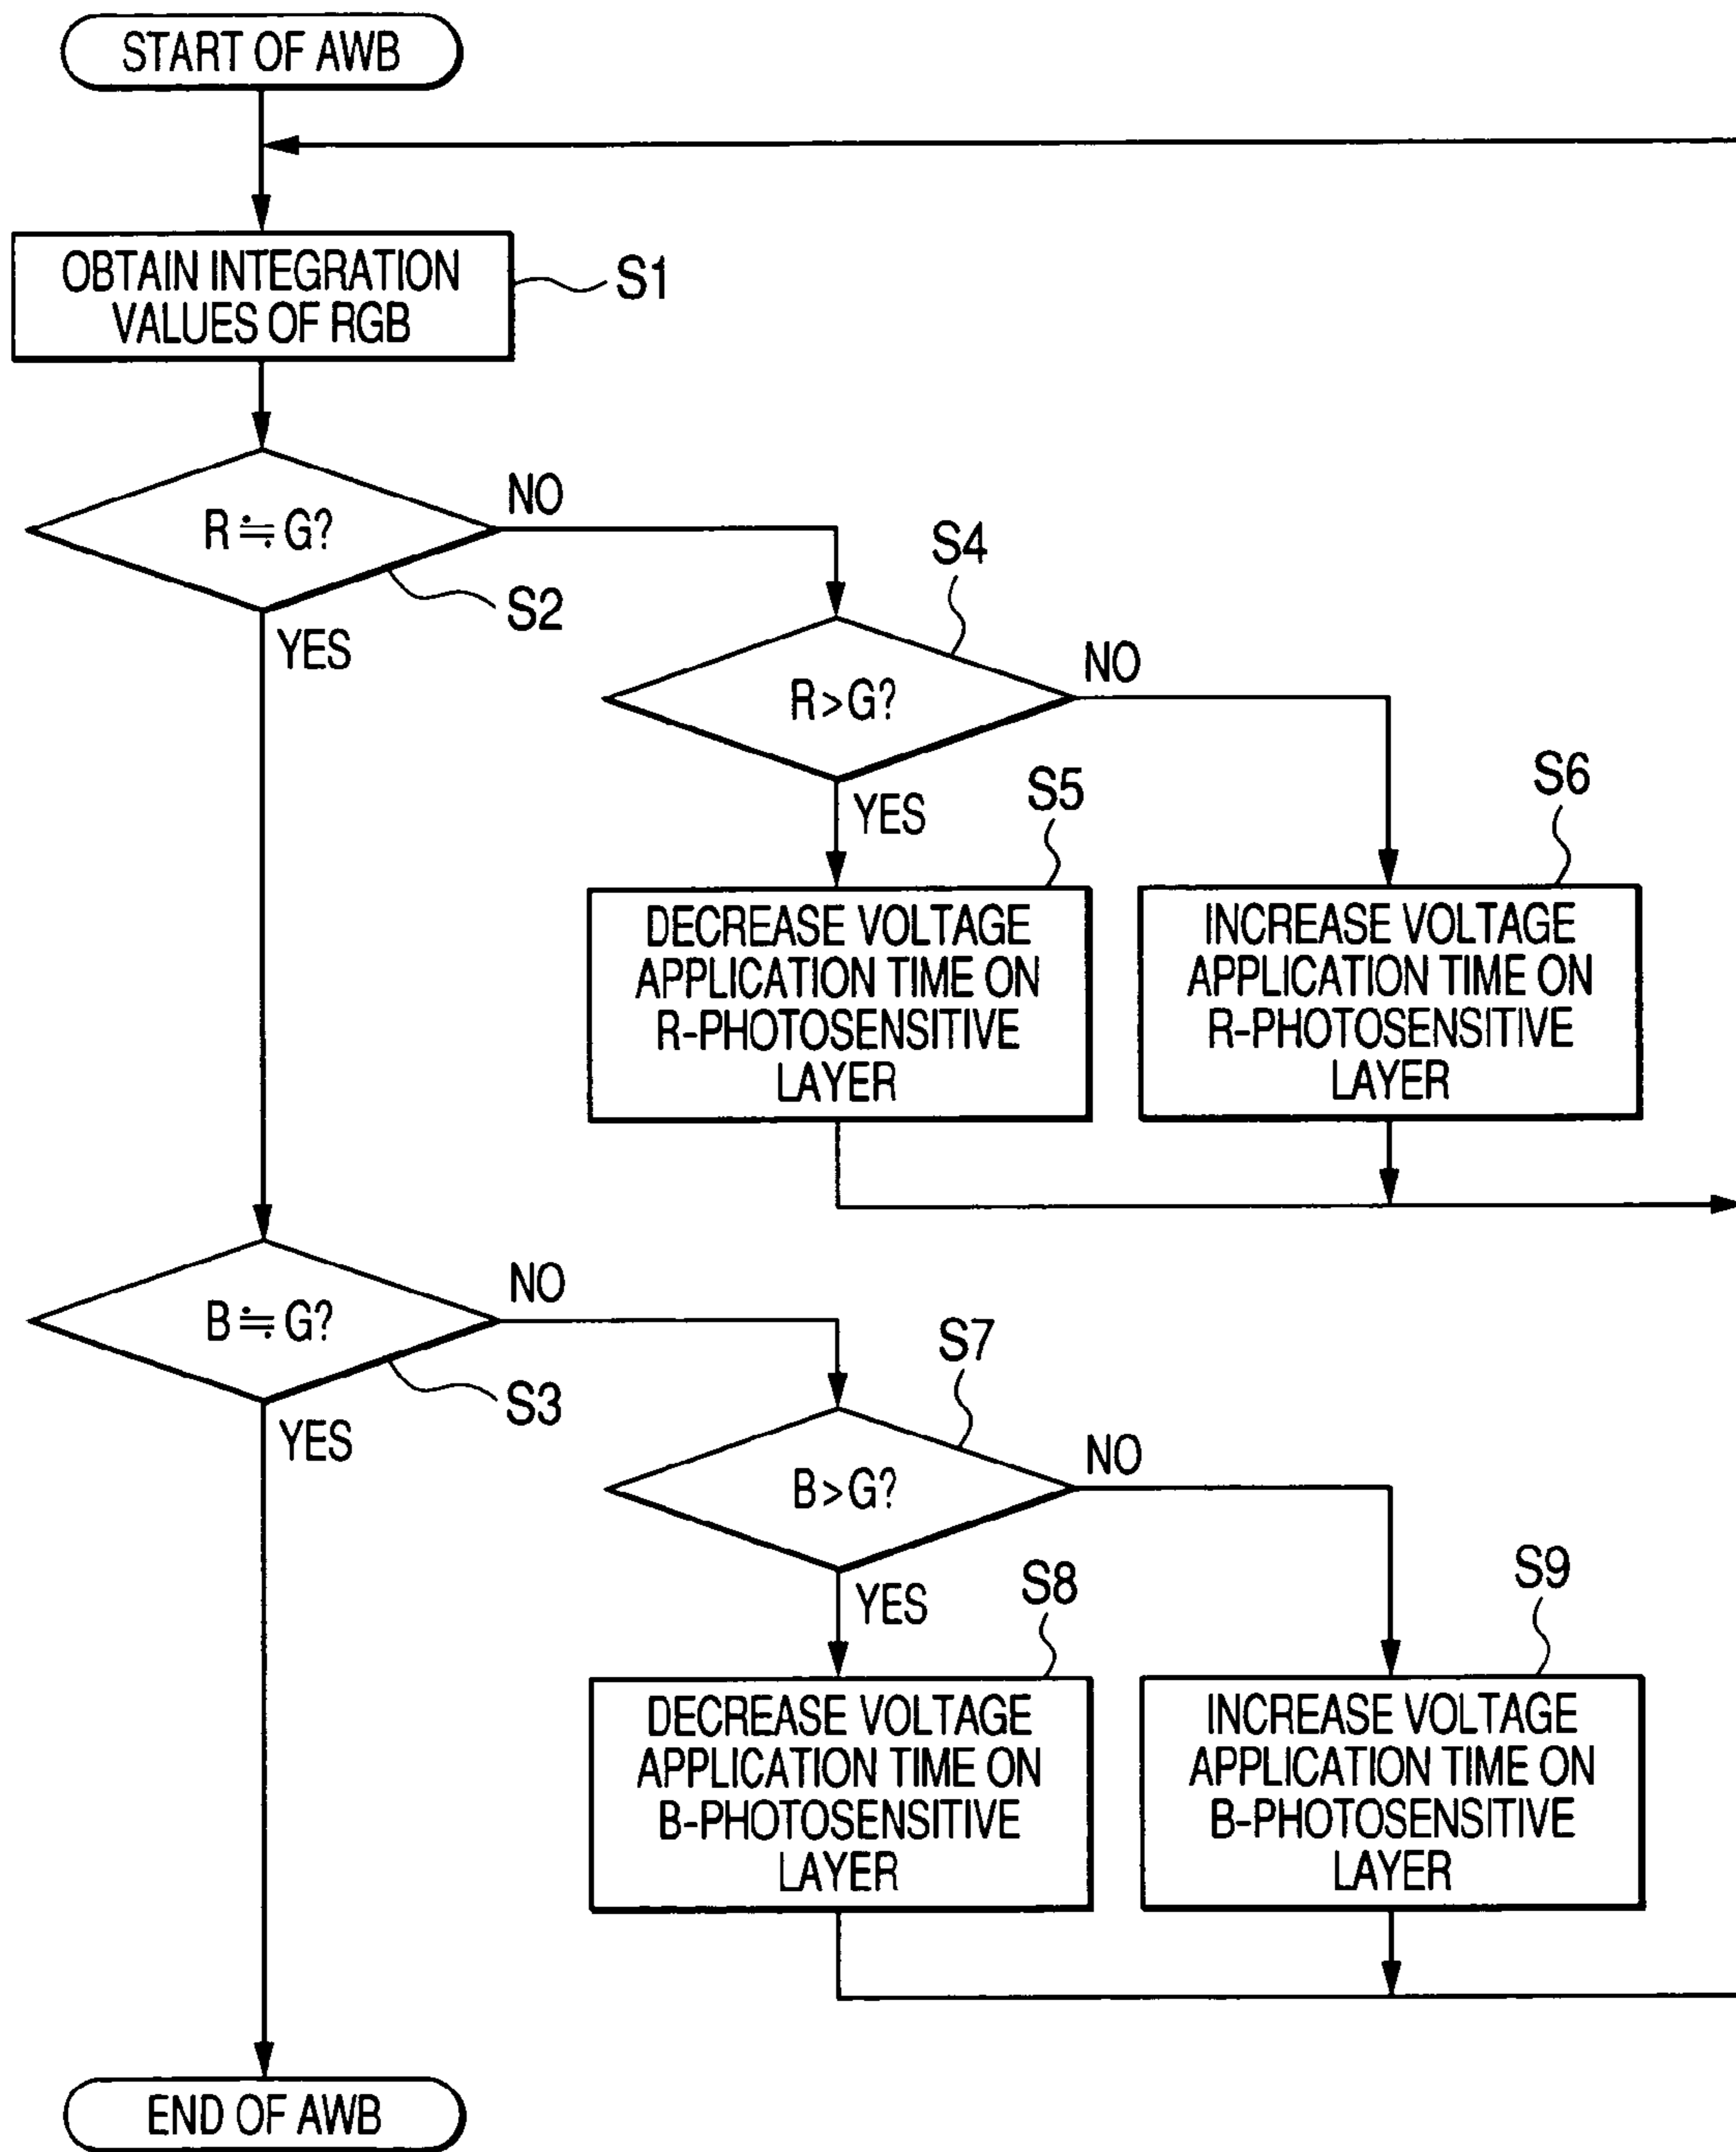 START OF AWB
OBTAIN INTEGRATION
VALUES OF RGB
S1
R≒G?
NO
S2
YES
S4
R>G?
NO
YES
S5
S6
DECREASE VOLTAGE
APPLICATION TIME ON
R-PHOTOSENSITIVE
LAYER
INCREASE VOLTAGE
APPLICATION TIME ON
R-PHOTOSENSITIVE
LAYER
B≒G?
NO
S3
YES
S7
B>G?
NO
YES
S8
S9
DECREASE VOLTAGE
APPLICATION TIME ON
B-PHOTOSENSITIVE
LAYER
INCREASE VOLTAGE
APPLICATION TIME ON
B-PHOTOSENSITIVE
LAYER
END OF AWB